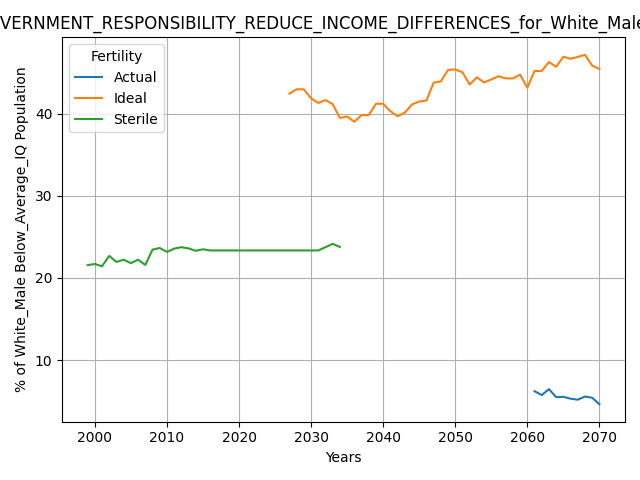 VERNMENT_RESPONSIBILITY_REDUCE_INCOME_DIFFERENCES_for_White_Male
Fertility
Actual
Ideal
Sterile
% of White_Male Below_Average_IQ Population
40
30
20
10
2000 2010 2020 2030 2040 2050 2060 2070
Years